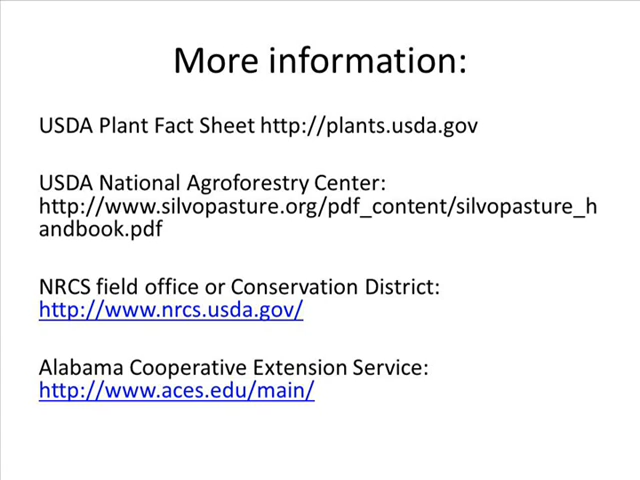 More information:
USDA Plant Fact Sheet http://plants.usda.gov
USDA National Agroforestry Center:
http://www.silvopasture.org/pdf_content/silvopasture_h
andbook.pdf
NRCS field office or Conservation District:
http://www.nrcs.usda.gov/
Alabama Cooperative Extension Service:
http://www.aces.edu/main/